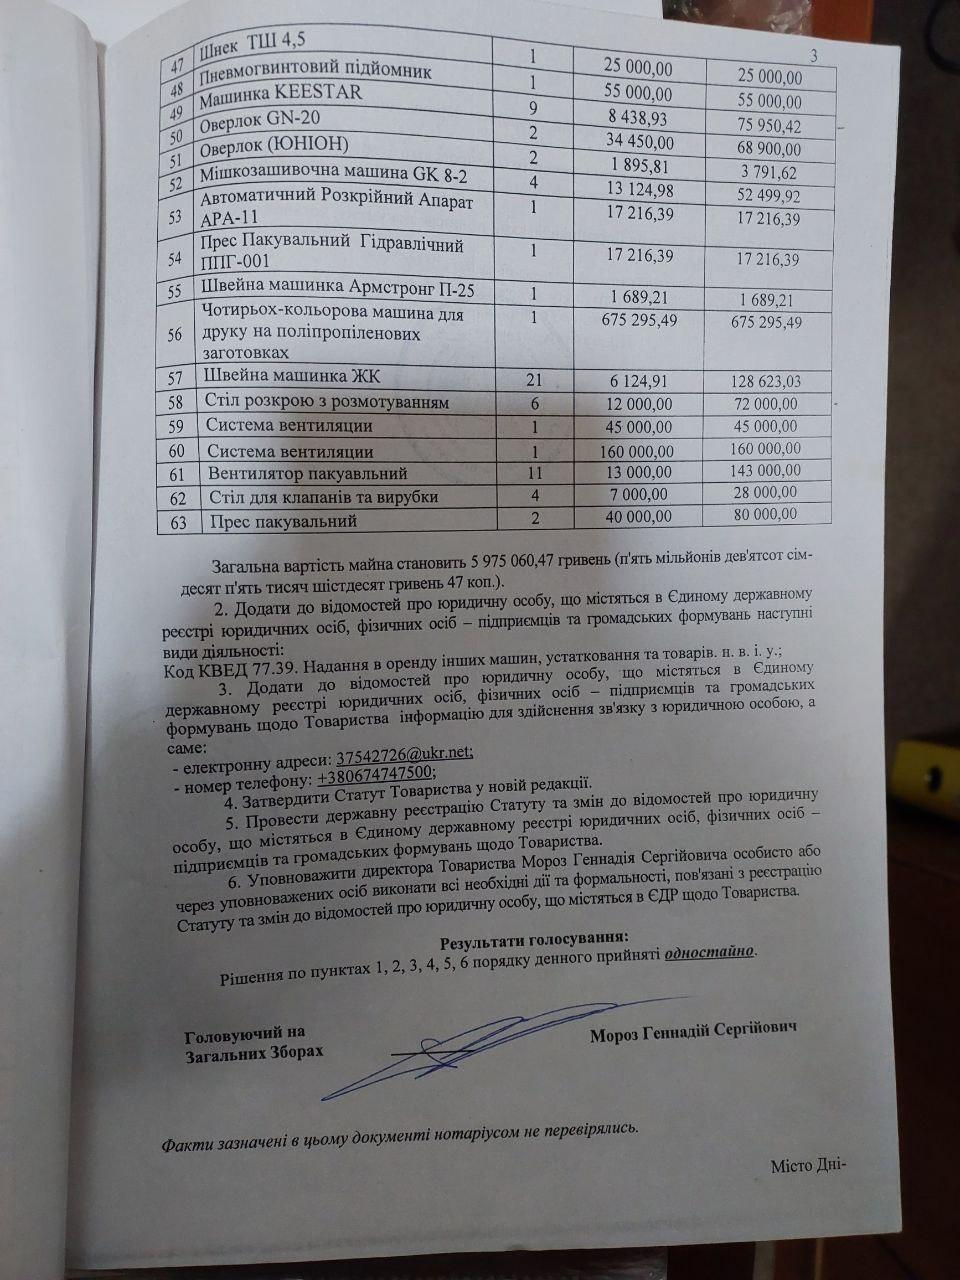 3
47 Шнек ТШ 4,5 1 25 000,00 25 000,00
48 Пневмогвинтовий підйомник 1 55 000,00 55 000,00
49 Машинка KEESTAR 9 8 438,93 75 950,42
50 Оверлок GN-20 2 34 450,00 68 900,00
51 Оверлок (ЮНІОН) 2 1 895,81 3 791,62
52 Мішкозашивочна машина GK 8-2 4 13 124,98 52 499,92
53 Автоматичний Розкрійний Апарат 1 17 216,39 17 216,39
АРА-11
54 Прес Пакувальний Гідравлічний 1 17 216,39 17 216,39
ППГ-001
55 Швейна машинка Армстронг П-25 1 1 689,21 1 689,21
56 Чотирьох-кольорова машина для 1 675 295,49 675 295,49
друку на поліпропіленових
заготовках
57 Швейна машинка ЖК 21 6 124,91 128 623,03
58 Стіл розкрою з розмотуванням 6 12 000,00 72 000,00
59 Система вентиляции 1 45 000,00 45 000,00
60 Система вентиляции 1 160 000,00 160 000,00
61 Вентилятор пакуавльний 11 13 000,00 143 000,00
62 Стіл для клапанів та вирубки 4 7 000,00 28 000,00
63 Прес пакувальний 2 40 000,00 80 000,00
Загальна вартість майна становить 5 975 060,47 гривень (п'ять мільйонів дев'ятсот сім-
десят п'ять тисяч шістдесят гривень 47 коп.).
2. Додати до відомостей про юридичну особу, що містяться в Єдиному державному
реєстрі юридичних осіб, фізичних осіб – підприємців та громадських формувань наступні
види діяльності:
Код КВЕД 77.39. Надання в оренду інших машин, устатковання та товарів. н. в. і. у.;
3. Додати до відомостей про юридичну особу, що містяться в Єдиному
державному реєстрі юридичних осіб, фізичних осіб – підприємців та громадських
формувань щодо Товариства інформацію для здійснення зв'язку з юридичною особою, а
саме:
- електронну адреси: 37542726@ukr.net;
- номер телефону: +380674747500;
4. Затвердити Статут Товариства у новій редакції.
5. Провести державну реєстрацію Статуту та змін до відомостей про юридичну
особу, що містяться в Єдиному державному реєстрі юридичних осіб, фізичних осіб –
підприємців та громадських формувань щодо Товариства.
6. Уповноважити директора Товариства Мороз Геннадія Сергійовича особисто або
через уповноважених осіб виконати всі необхідні дії та формальності, пов'язані з реєстрацію
Статуту та змін до відомостей про юридичну особу, що містяться в ЄДР щодо Товариства.
Результати голосування:
Рішення по пунктах 1, 2, 3, 4, 5, 6 порядку денного прийняті одностайно.
Головуючий на
Загальних Зборах Мороз Геннадій Сергійович
Факти зазначені в цьому документі нотаріусом не перевірялись.
Місто Дні-